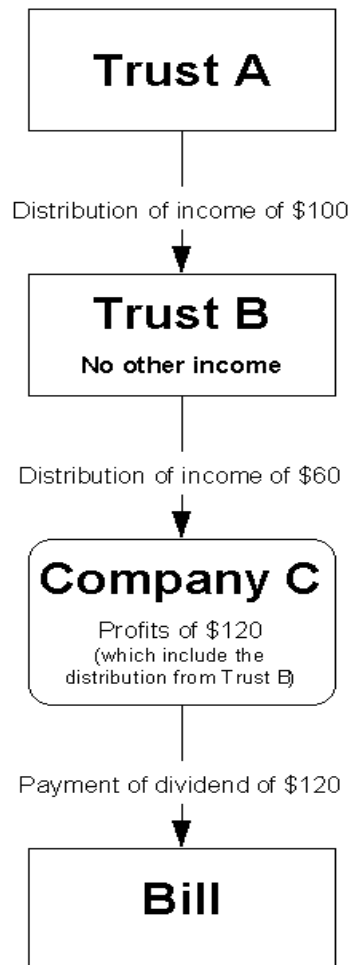 Trust A
Distribution of income of $100
Trust B
No other income
Distribution of income of $60
Company C
Profits of $120
(which include the
distribution from Trust B)
Payment of dividend of $120
Bill